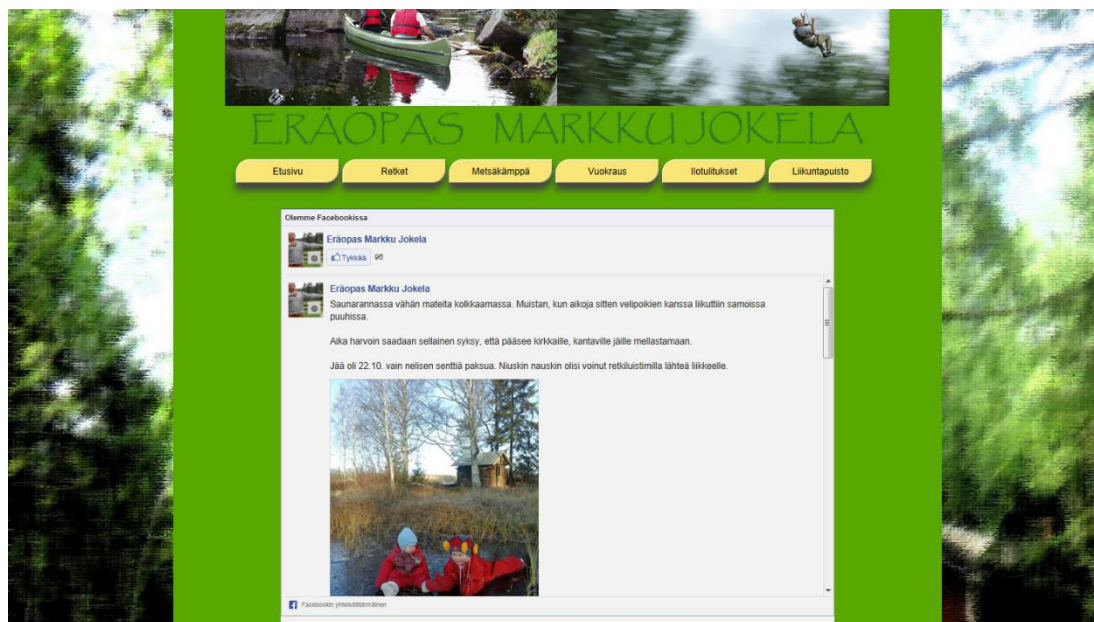 ERÄOPAS MARKKU JOKELA
Etusivu Retket Metsäkämppä Vuokraus Ilotulitukset Liikuntapuisto
Olemme Facebookissa
Eräopas Markku Jokela
Tykkää 96
Eräopas Markku Jokela
Saunarannassa vähän mateita kolkkaamassa. Muistan, kun aikoja sitten velipoikien kanssa liikuttiin samoissa
puuhissa.
Aika harvoin saadaan sellainen syksy, että pääsee kirkkaille, kantaville jäille mellastamaan.
Jää oli 22.10. vain nelisen senttiä paksua. Niuskin nauskin olisi voinut retkiluistimilla lähteä liikkeelle.
Facebookin yhteisöliitännäinen